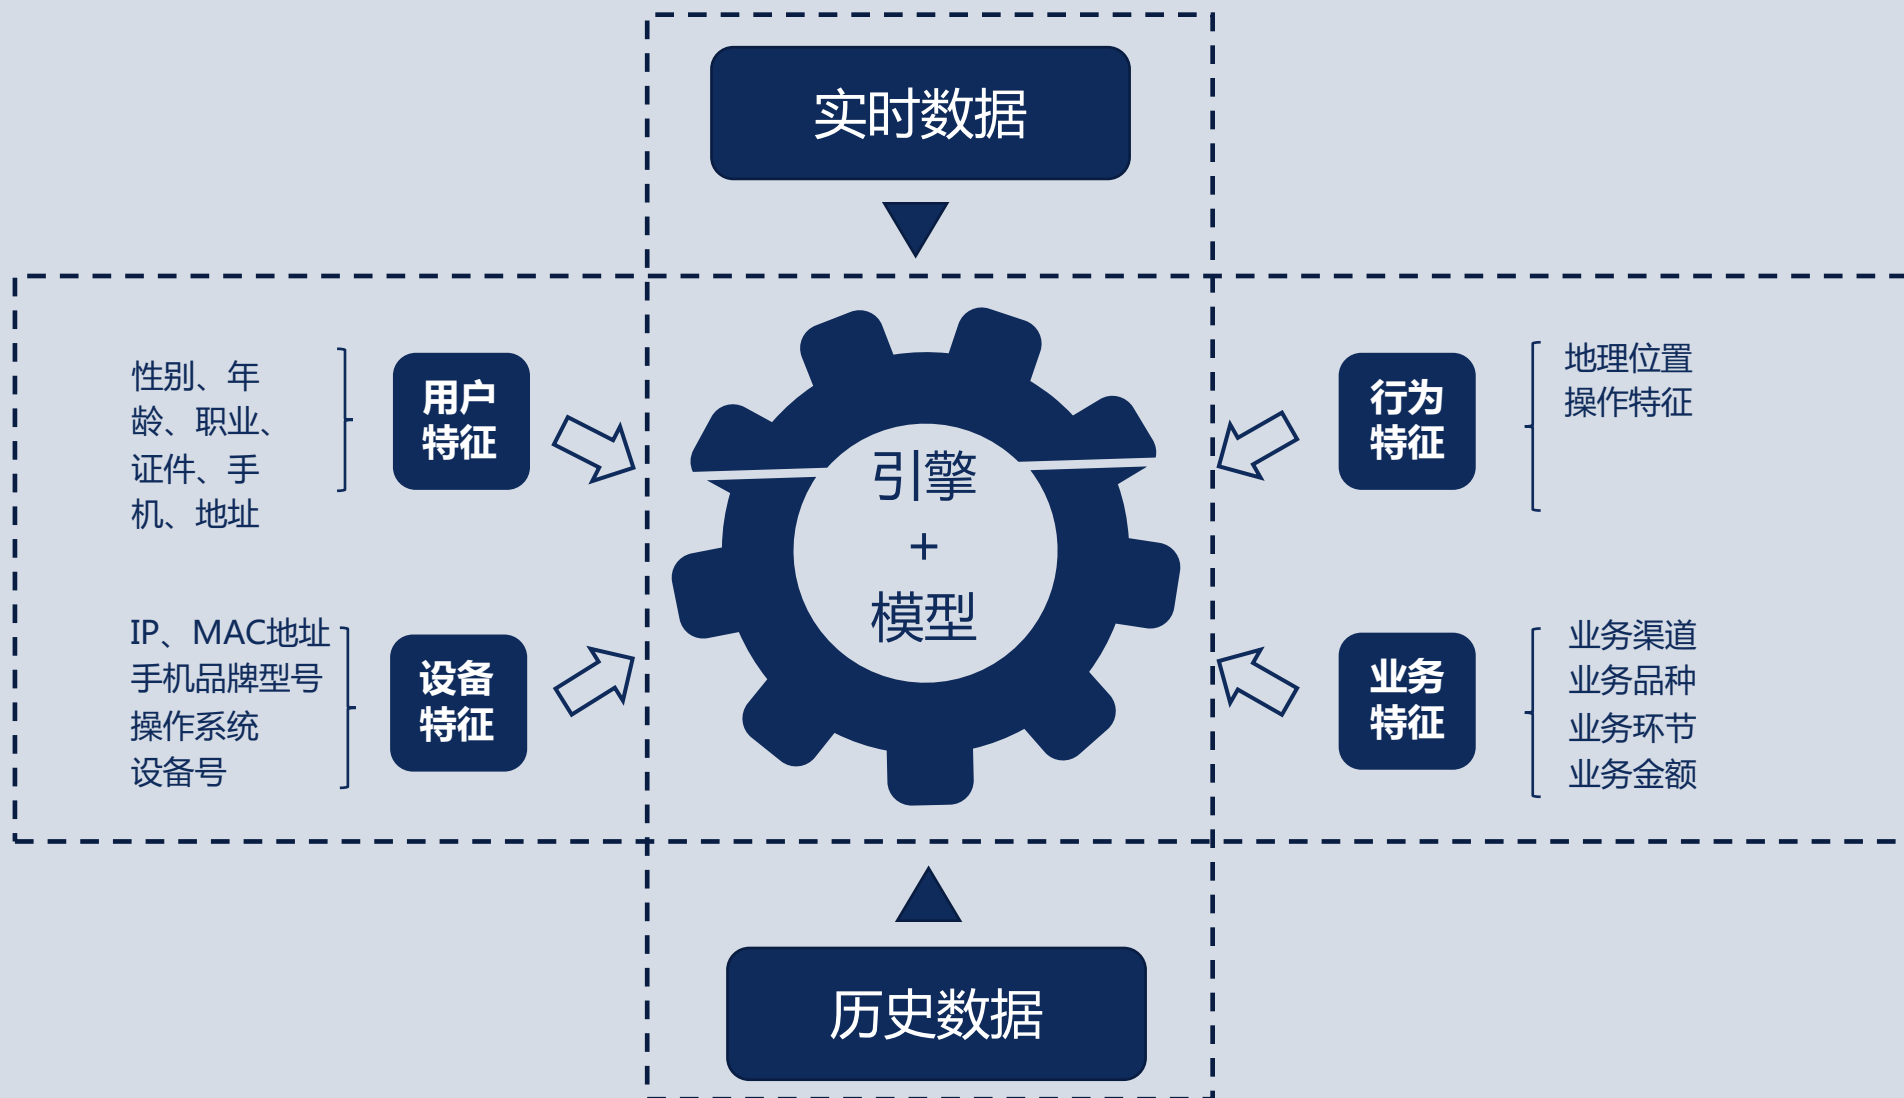 实时数据
性别、年
龄、职业、
证件、手
机、地址
用户
特征
引擎
+
模型
行为
特征
地理位置
操作特征
IP、MAC地址
手机品牌型号
操作系统
设备号
设备
特征
业务
特征
业务渠道
业务品种
业务环节
业务金额
历史数据